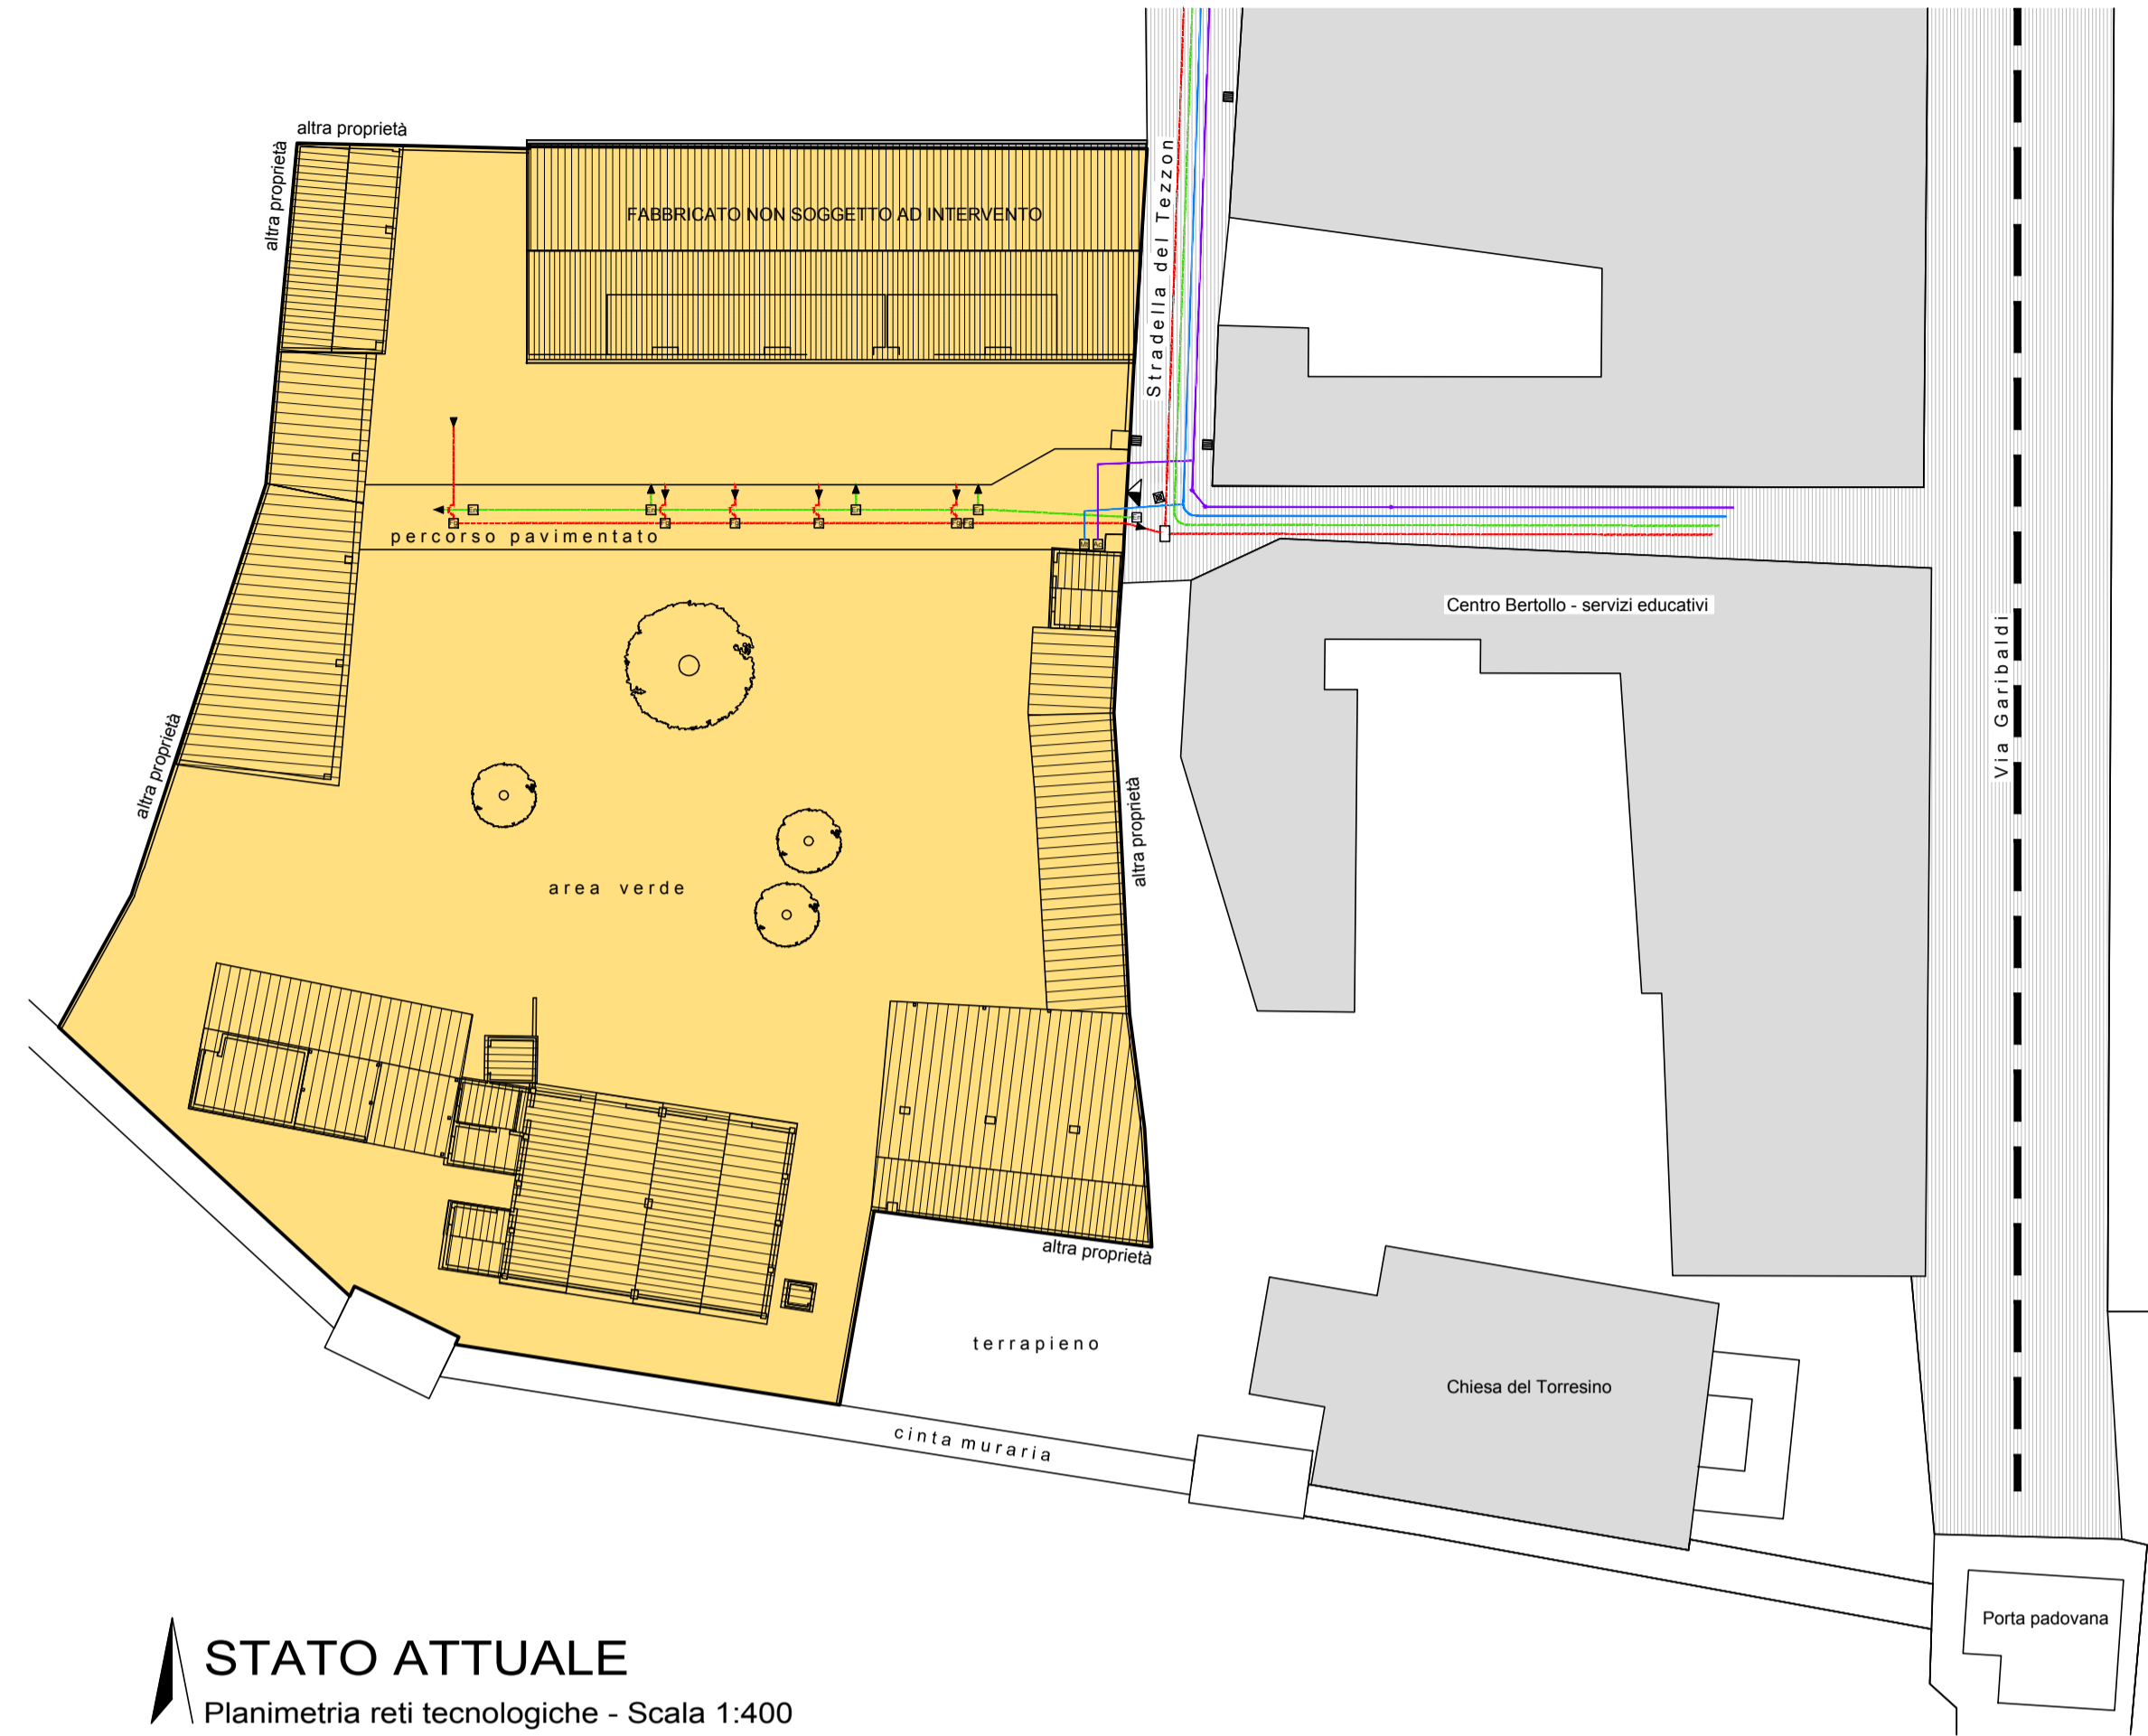 altra proprietà
altra proprietà
FABBRICATO NON SOGGETTO AD INTERVENTO
Stradella del Tezzon
percorso pavimentato
Centro Bertollo - servizi educativi
Via Garibaldi
altra proprietà
altra proprietà
area verde
altra proprietà
terrapieno
Chiesa del Torresino
cinta muraria
Porta padovana
STATO ATTUALE
Planimetria reti tecnologiche - Scala 1:400